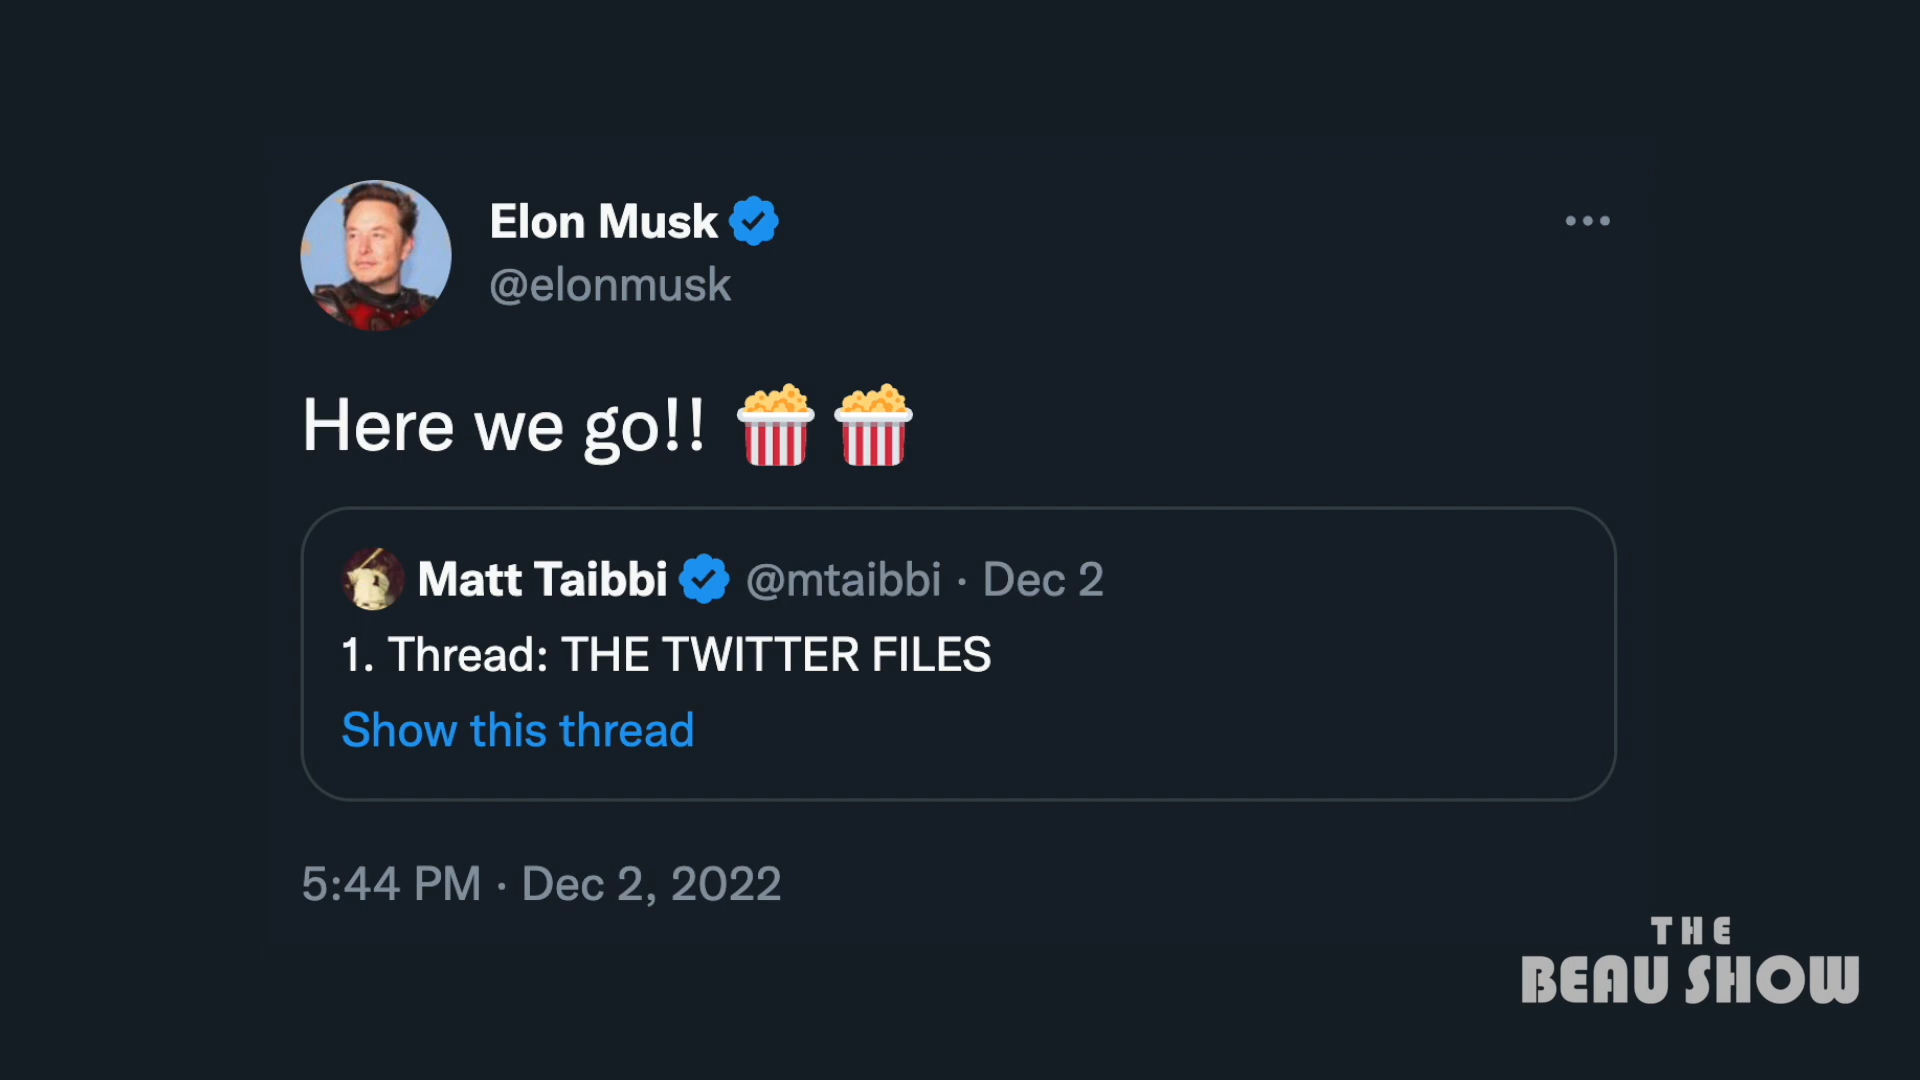 Elon Musk
@elonmusk
Here we go!! 🍿🍿
Matt Taibbi @mtaibbi · Dec 2
1. Thread: THE TWITTER FILES
Show this thread
5:44 PM · Dec 2, 2022
THE
BEAU SHOW